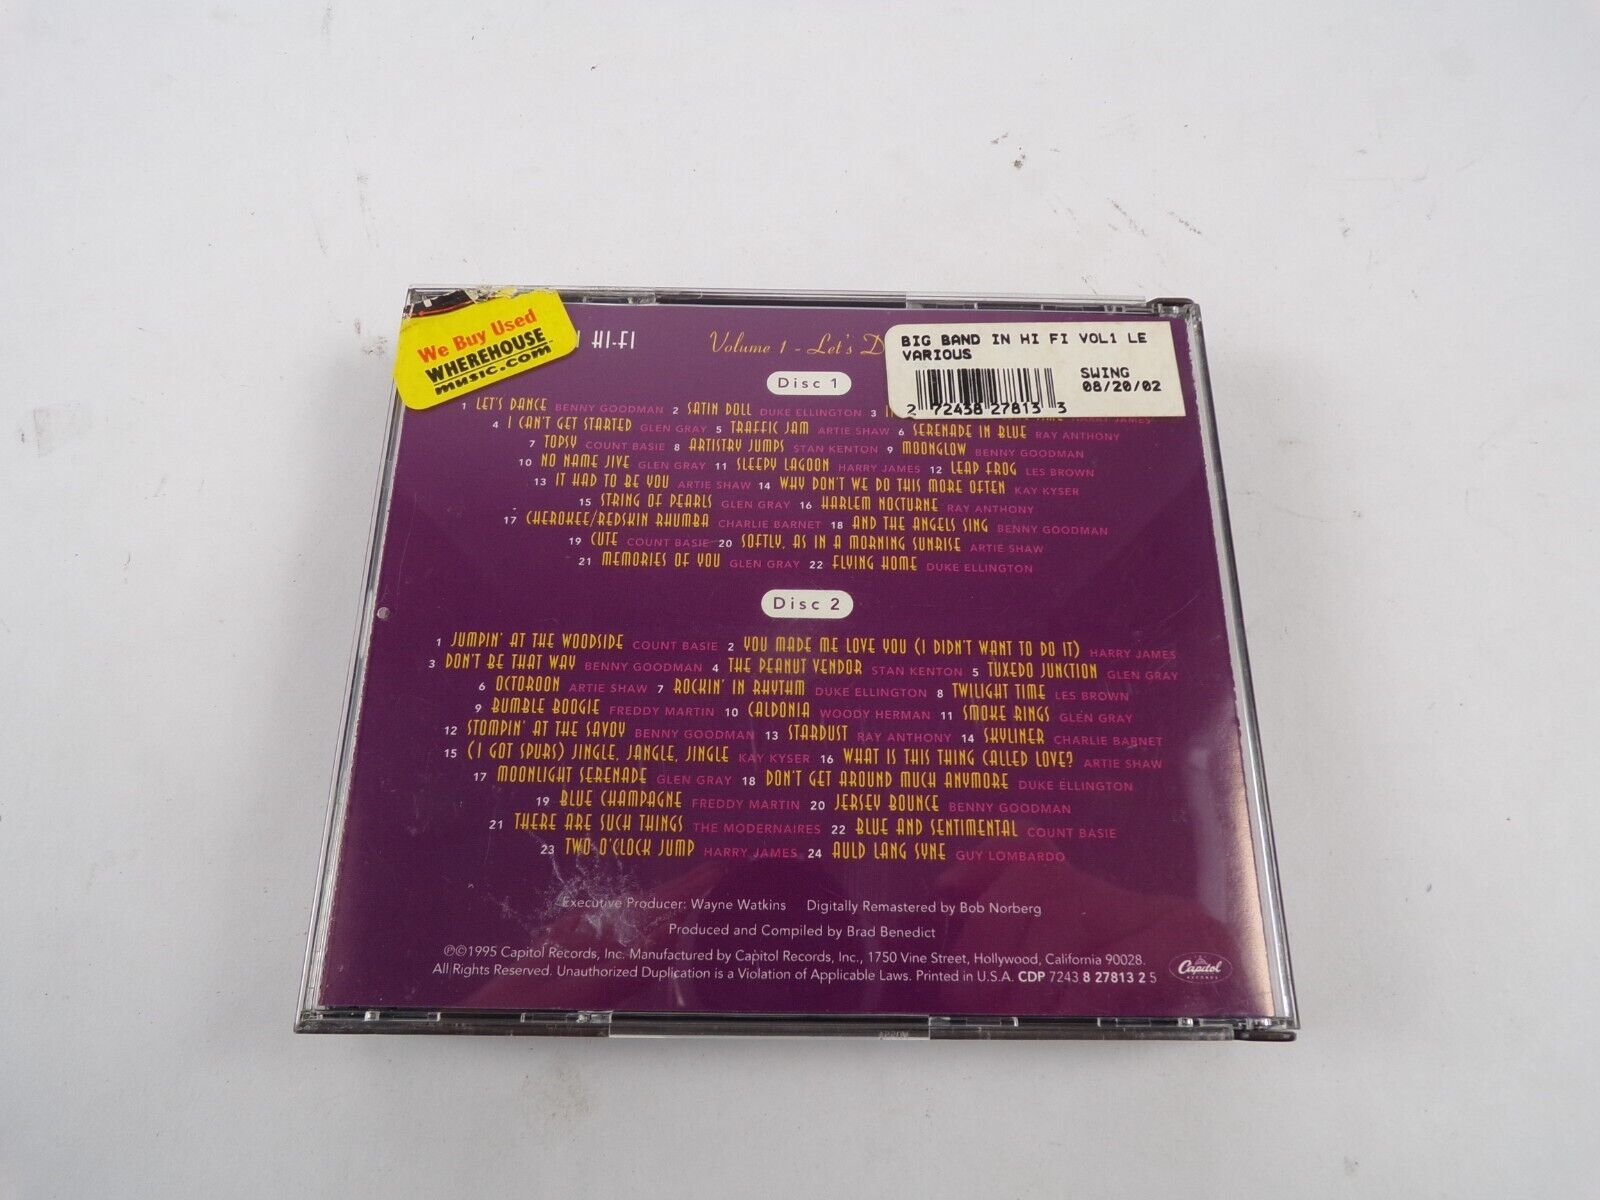 We Buy Used
WHEREHOUSE
music.com
HI-FI
Volume 1 - Let's D
BIG BAND IN HI FI VOL1 LE
VARIOUS
SWING
08/20/02
2 72438 27813 3
Disc 1
1 LET'S DANCE BENNY GOODMAN 2 SATIN DOLL DUKE ELLINGTON 3 HARRY JAMES
4 I CAN'T GET STARTED GLEN GRAY 5 TRAFFIC JAM ARTIE SHAW 6 SERENADE IN BLUE RAY ANTHONY
7 TOPSY COUNT BASIE 8 ARTISTRY JUMPS STAN KENTON 9 MOONGLOW BENNY GOODMAN
10 NO NAME JIVE GLEN GRAY 11 SLEEPY LAGOON HARRY JAMES 12 LEAP FROG LES BROWN
13 IT HAD TO BE YOU ARTIE SHAW 14 WHY DON'T WE DO THIS MORE OFTEN KAY KYSER
15 STRING OF PEARLS GLEN GRAY 16 HARLEM NOCTURNE RAY ANTHONY
17 CHEROKEE/REDSKIN RHUMBA CHARLIE BARNET 18 AND THE ANGELS SING BENNY GOODMAN
19 CUTE COUNT BASIE 20 SOFTLY, AS IN A MORNING SUNRISE ARTIE SHAW
21 MEMORIES OF YOU GLEN GRAY 22 FLYING HOME DUKE ELLINGTON
Disc 2
1 JUMPIN' AT THE WOODSIDE COUNT BASIE 2 YOU MADE ME LOVE YOU (I DIDN'T WANT TO DO IT) HARRY JAMES
3 DON'T BE THAT WAY BENNY GOODMAN 4 THE PEANUT VENDOR STAN KENTON 5 TUXEDO JUNCTION GLEN GRAY
6 OCTOROON ARTIE SHAW 7 ROCKIN' IN RHYTHM DUKE ELLINGTON 8 TWILIGHT TIME LES BROWN
9 BUMBLE BOOGIE FREDDY MARTIN 10 CALDONIA WOODY HERMAN 11 SMOKE RINGS GLEN GRAY
12 STOMPIN' AT THE SAVOY BENNY GOODMAN 13 STARDUST RAY ANTHONY 14 SKYLINER CHARLIE BARNET
15 (I GOT SPURS) JINGLE, JANGLE, JINGLE KAY KYSER 16 WHAT IS THIS THING CALLED LOVE? ARTIE SHAW
17 MOONLIGHT SERENADE GLEN GRAY 18 DON'T GET AROUND MUCH ANYMORE DUKE ELLINGTON
19 BLUE CHAMPAGNE FREDDY MARTIN 20 JERSEY BOUNCE BENNY GOODMAN
21 THERE ARE SUCH THINGS THE MODERNAIRES 22 BLUE AND SENTIMENTAL COUNT BASIE
23 TWO O'CLOCK JUMP HARRY JAMES 24 AULD LANG SYNE GUY LOMBARDO
Executive Producer: Wayne Watkins Digitally Remastered by Bob Norberg
Produced and Compiled by Brad Benedict
℗©1995 Capitol Records, Inc. Manufactured by Capitol Records, Inc., 1750 Vine Street, Hollywood, California 90028.
All Rights Reserved. Unauthorized Duplication is a Violation of Applicable Laws. Printed in U.S.A. CDP 7243 8 27813 2 5
Capitol
RECORDS